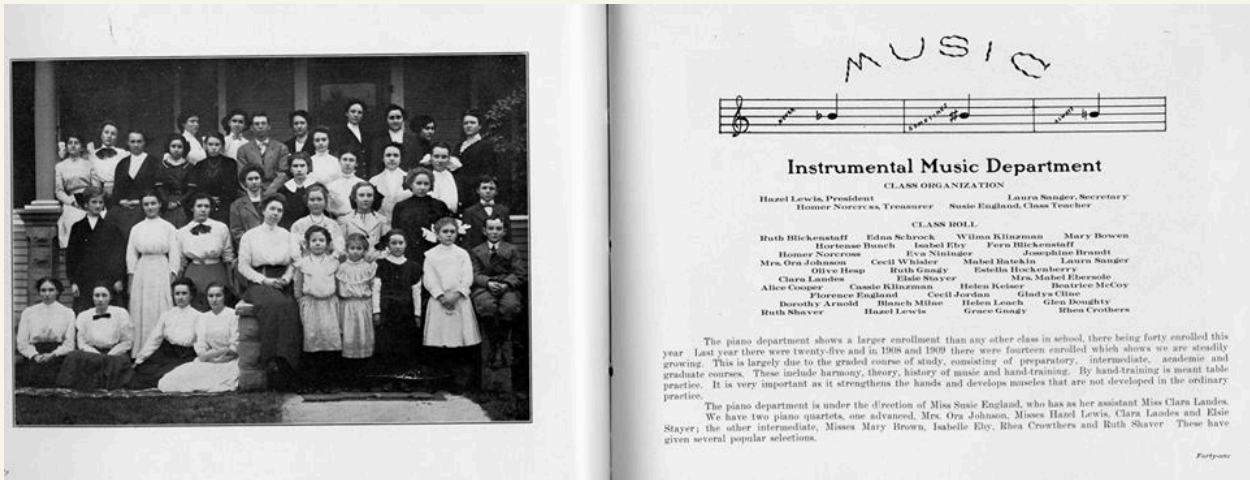 MUSIC
NEVER ♭ SOMETIMES ♯ ALWAYS ♮
Instrumental Music Department
CLASS ORGANIZATION
Hazel Lewis, President Laura Sanger, Secretary
Homer Norcross, Treasurer Susie England, Class Teacher
CLASS ROLL
Ruth Blickenstaff Edna Schrock Wilma Klinzman Mary Bowen
Hortense Bunch Isabel Eby Fern Blickenstaff
Homer Norcross Eva Nininger Josephine Brandt
Mrs. Ora Johnson Cecil Whisler Mabel Batekin Laura Sanger
Olive Hesp Ruth Gnagy Estella Hockenberry
Clara Landes Elsie Stayer Mrs. Mabel Ebersole
Alice Cooper Cassie Klinzman Helen Keiser Beatrice McCoy
Florence England Cecil Jordan Gladys Cline
Dorothy Arnold Blanch Milne Helen Leach Glen Doughty
Ruth Shaver Hazel Lewis Grace Gnagy Rhea Crothers
The piano department shows a larger enrollment than any other class in school, there being forty enrolled this
year Last year there were twenty-five and in 1908 and 1909 there were fourteen enrolled which shows we are steadily
growing. This is largely due to the graded course of study, consisting of preparatory, intermediate, academic and
graduate courses. These include harmony, theory, history of music and hand-training. By hand-training is meant table
practice. It is very important as it strengthens the hands and develops muscles that are not developed in the ordinary
practice.
The piano department is under the direction of Miss Susie England, who has as her assistant Miss Clara Landes.
We have two piano quartets, one advanced, Mrs. Ora Johnson, Misses Hazel Lewis, Clara Landes and Elsie
Stayer; the other intermediate, Misses Mary Brown, Isabelle Eby, Rhea Crowthers and Ruth Shaver These have
given several popular selections.
Forty-one